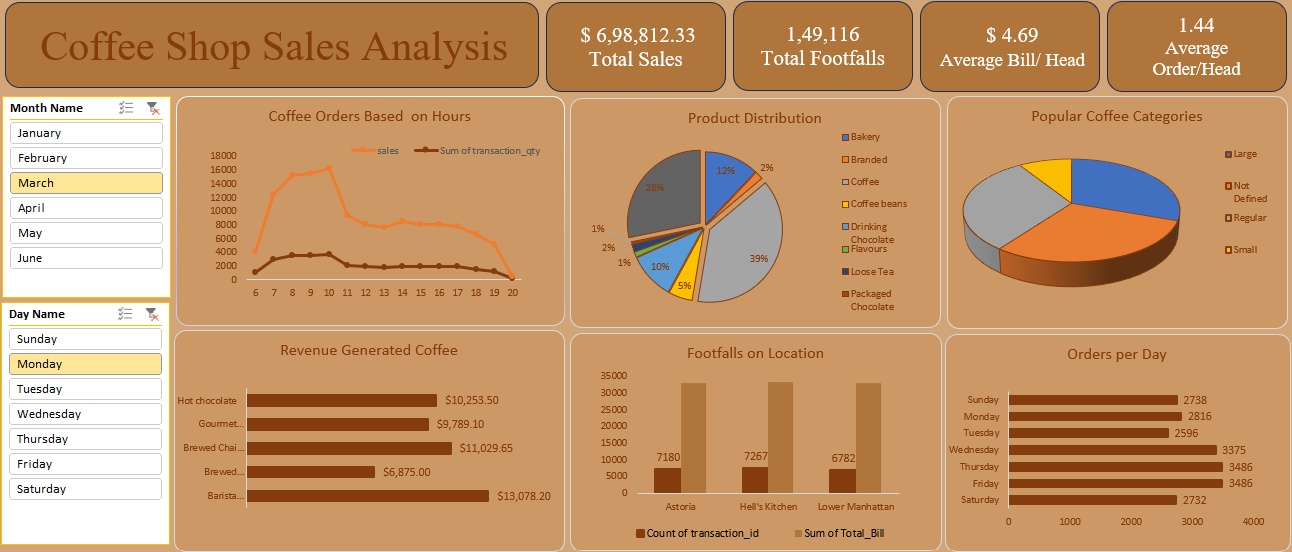 Coffee Shop Sales Analysis
$ 6,98,812.33
Total Sales
1,49,116
Total Footfalls
$ 4.69
Average Bill/ Head
1.44
Average
Order/Head
Month Name
January
February
March
April
May
June
Day Name
Sunday
Monday
Tuesday
Wednesday
Thursday
Friday
Saturday
Coffee Orders Based on Hours
sales
Sum of transaction_qty
18000
16000
14000
12000
10000
8000
6000
4000
2000
0
6 7 8 9 10 11 12 13 14 15 16 17 18 19 20
Product Distribution
12%
2%
39%
5%
10%
1%
2%
1%
28%
Bakery
Branded
Coffee
Coffee beans
Drinking
Chocolate
Flavours
Loose Tea
Packaged
Chocolate
Popular Coffee Categories
Large
Not
Defined
Regular
Small
Revenue Generated Coffee
Hot chocolate $10,253.50
Gourmet... $9,789.10
Brewed Chai... $11,029.65
Brewed... $6,875.00
Barista... $13,078.20
Footfalls on Location
35000
30000
25000
20000
15000
10000
5000
0
7180 7267 6782
Astoria Hell's Kitchen Lower Manhattan
Count of transaction_id Sum of Total_Bill
Orders per Day
Sunday 2738
Monday 2816
Tuesday 2596
Wednesday 3375
Thursday 3486
Friday 3486
Saturday 2732
0 1000 2000 3000 4000